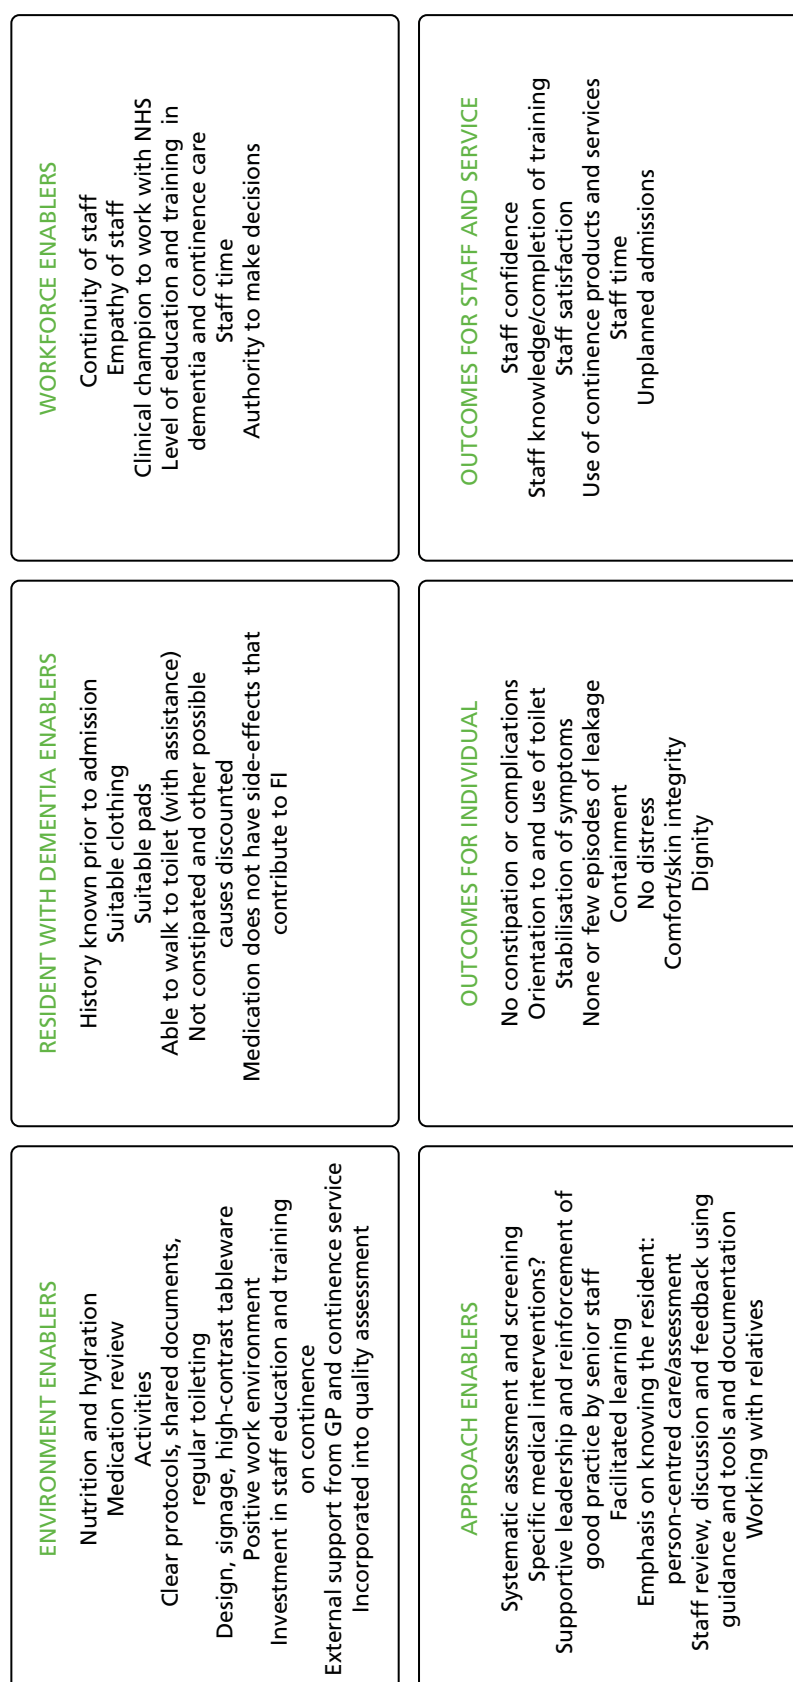 ENVIRONMENT ENABLERS
Nutrition and hydration
Medication review
Activities
Clear protocols, shared documents,
regular toileting
Design, signage, high-contrast tableware
Positive work environment
Investment in staff education and training
on continence
External support from GP and continence service
Incorporated into quality assessment
RESIDENT WITH DEMENTIA ENABLERS
History known prior to admission
Suitable clothing
Suitable pads
Able to walk to toilet (with assistance)
Not constipated and other possible
causes discounted
Medication does not have side-effects that
contribute to FI
WORKFORCE ENABLERS
Continuity of staff
Empathy of staff
Clinical champion to work with NHS
Level of education and training in
dementia and continence care
Staff time
Authority to make decisions
APPROACH ENABLERS
Systematic assessment and screening
Specific medical interventions?
Supportive leadership and reinforcement of
good practice by senior staff
Facilitated learning
Emphasis on knowing the resident:
person-centred care/assessment
Staff review, discussion and feedback using
guidance and tools and documentation
Working with relatives
OUTCOMES FOR INDIVIDUAL
No constipation or complications
Orientation to and use of toilet
Stabilisation of symptoms
None or few episodes of leakage
Containment
No distress
Comfort/skin integrity
Dignity
OUTCOMES FOR STAFF AND SERVICE
Staff confidence
Staff knowledge/completion of training
Staff satisfaction
Use of continence products and services
Staff time
Unplanned admissions